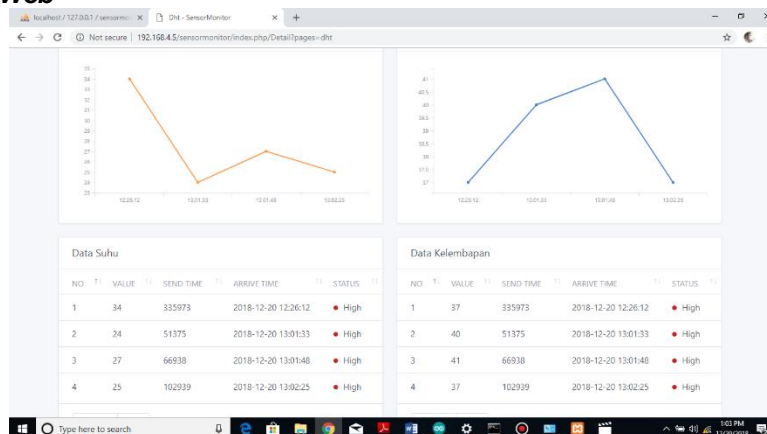 Web
localhost / 127.0.0.1 / sensormon
Dht - SensorMonitor
Not secure | 192.168.4.5/sensormonitor/index.php/Detail?pages=dht
Data Suhu
NO VALUE SEND TIME ARRIVE TIME STATUS
1 34 335973 2018-12-20 12:26:12 High
2 24 51375 2018-12-20 13:01:33 High
3 27 66938 2018-12-20 13:01:48 High
4 25 102939 2018-12-20 13:02:25 High
Data Kelembapan
NO VALUE SEND TIME ARRIVE TIME STATUS
1 37 335973 2018-12-20 12:26:12 High
2 40 51375 2018-12-20 13:01:33 High
3 41 66938 2018-12-20 13:01:48 High
4 37 102939 2018-12-20 13:02:25 High
Type here to search
1:03 PM
12/20/2018